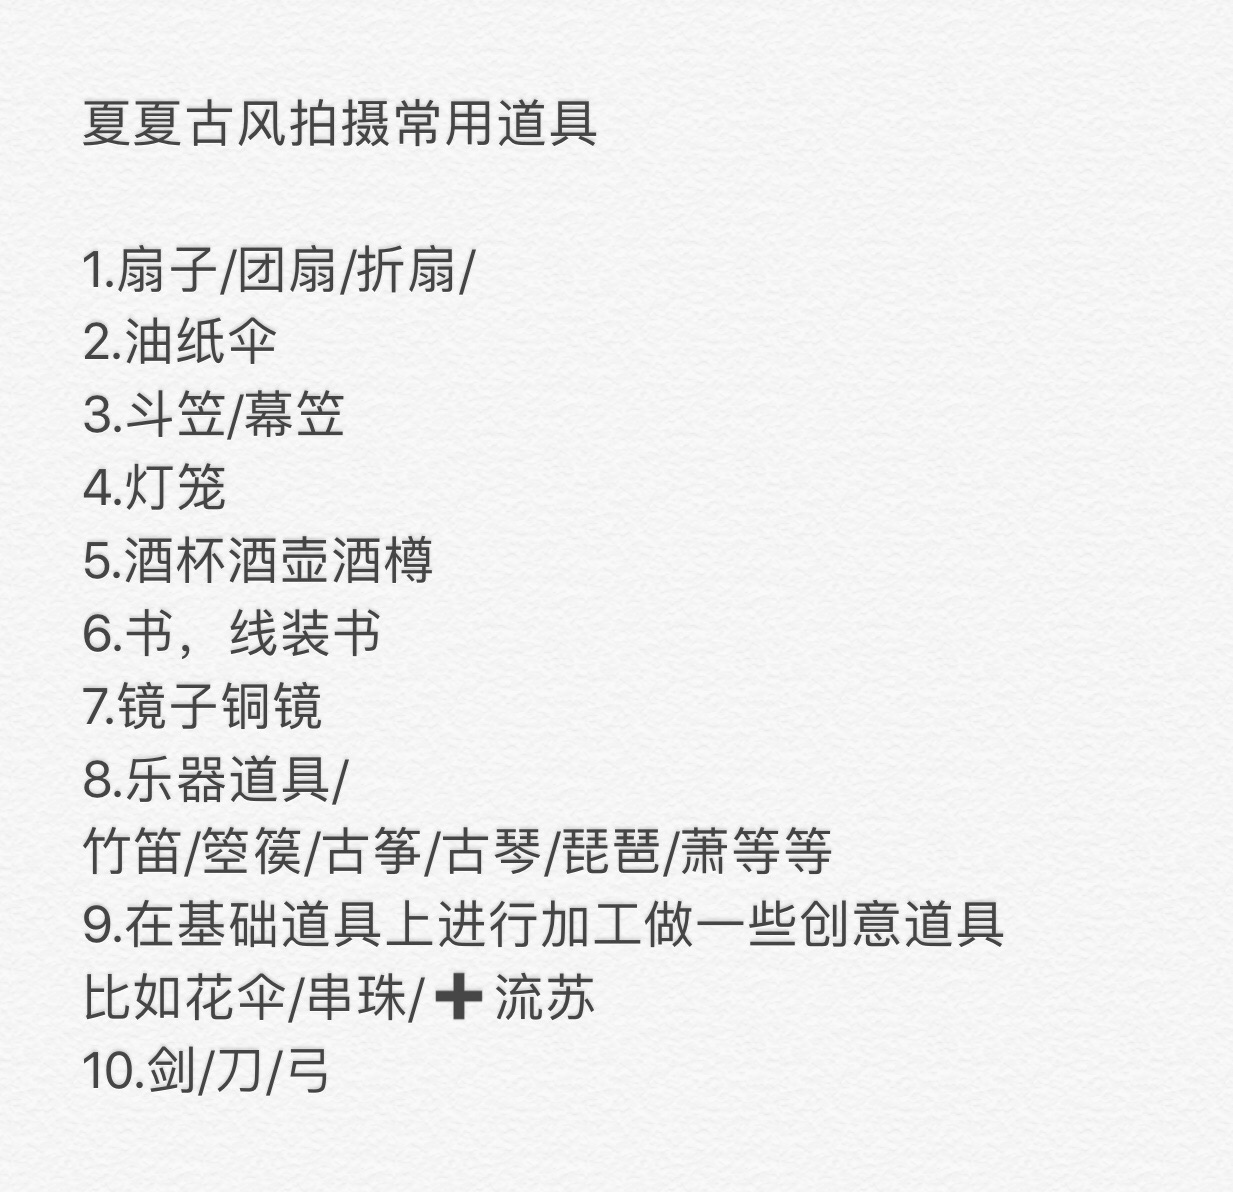 夏夏古风拍摄常用道具
1.扇子/团扇/折扇/
2.油纸伞
3.斗笠/幕笠
4.灯笼
5.酒杯酒壶酒樽
6.书，线装书
7.镜子铜镜
8.乐器道具/
竹笛/箜篌/古筝/古琴/琵琶/萧等等
9.在基础道具上进行加工做一些创意道具
比如花伞/串珠/➕流苏
10.剑/刀/弓